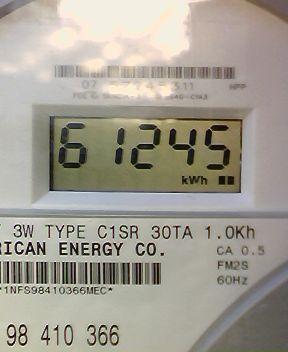 61245
kWh
3W TYPE C1SR 30TA 1.0Kh
RICAN ENERGY CO.
CA 0.5
FM2S
60Hz
*1NFS98410366MEC*
98 410 366